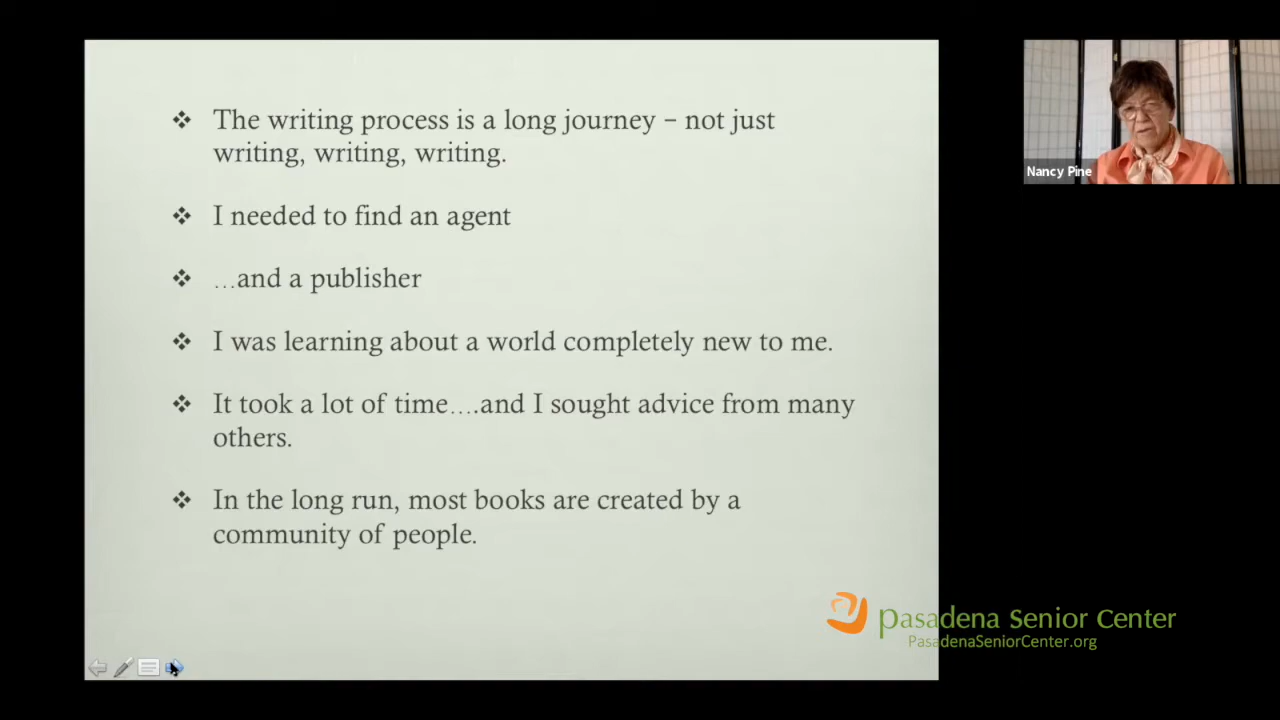 ❖ The writing process is a long journey – not just
writing, writing, writing.
❖ I needed to find an agent
❖ …and a publisher
❖ I was learning about a world completely new to me.
❖ It took a lot of time….and I sought advice from many
others.
❖ In the long run, most books are created by a
community of people.
Nancy Pine
Pasadena Senior Center
PasadenaSeniorCenter.org